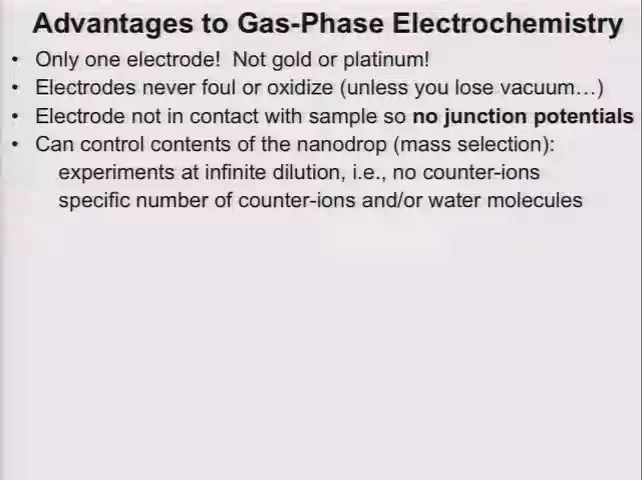 Advantages to Gas-Phase Electrochemistry
• Only one electrode! Not gold or platinum!
• Electrodes never foul or oxidize (unless you lose vacuum…)
• Electrode not in contact with sample so no junction potentials
• Can control contents of the nanodrop (mass selection):
experiments at infinite dilution, i.e., no counter-ions
specific number of counter-ions and/or water molecules